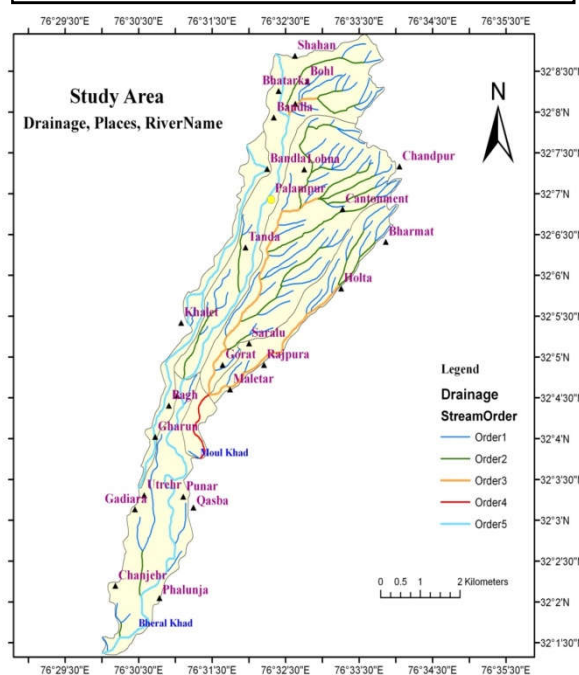 76°29'30"E 76°30'30"E 76°31'30"E 76°32'30"E 76°33'30"E 76°34'30"E 76°35'30"E
Study Area
Drainage, Places, RiverName
N
Shahan
Bohl
Bhatarka
Bandla
Bandla
Lohna
Chandpur
Palampur
Cantonment
Bharmat
Tanda
Holta
Khalet
Saralu
Gorat
Rajpura
Maletar
Bagh
Gharun
Moul Khad
Utrehr
Punar
Gadiara
Qasba
Chanjehr
Phalunja
Bheral Khad
32°8'30"N
32°8'N
32°7'30"N
32°7'N
32°6'30"N
32°6'N
32°5'30"N
32°5'N
32°4'30"N
32°4'N
32°3'30"N
32°3'N
32°2'30"N
32°2'N
32°1'30"N
Legend
Drainage
StreamOrder
Order1
Order2
Order3
Order4
Order5
0 0.5 1 2 Kilometers
76°29'30"E 76°30'30"E 76°31'30"E 76°32'30"E 76°33'30"E 76°34'30"E 76°35'30"E